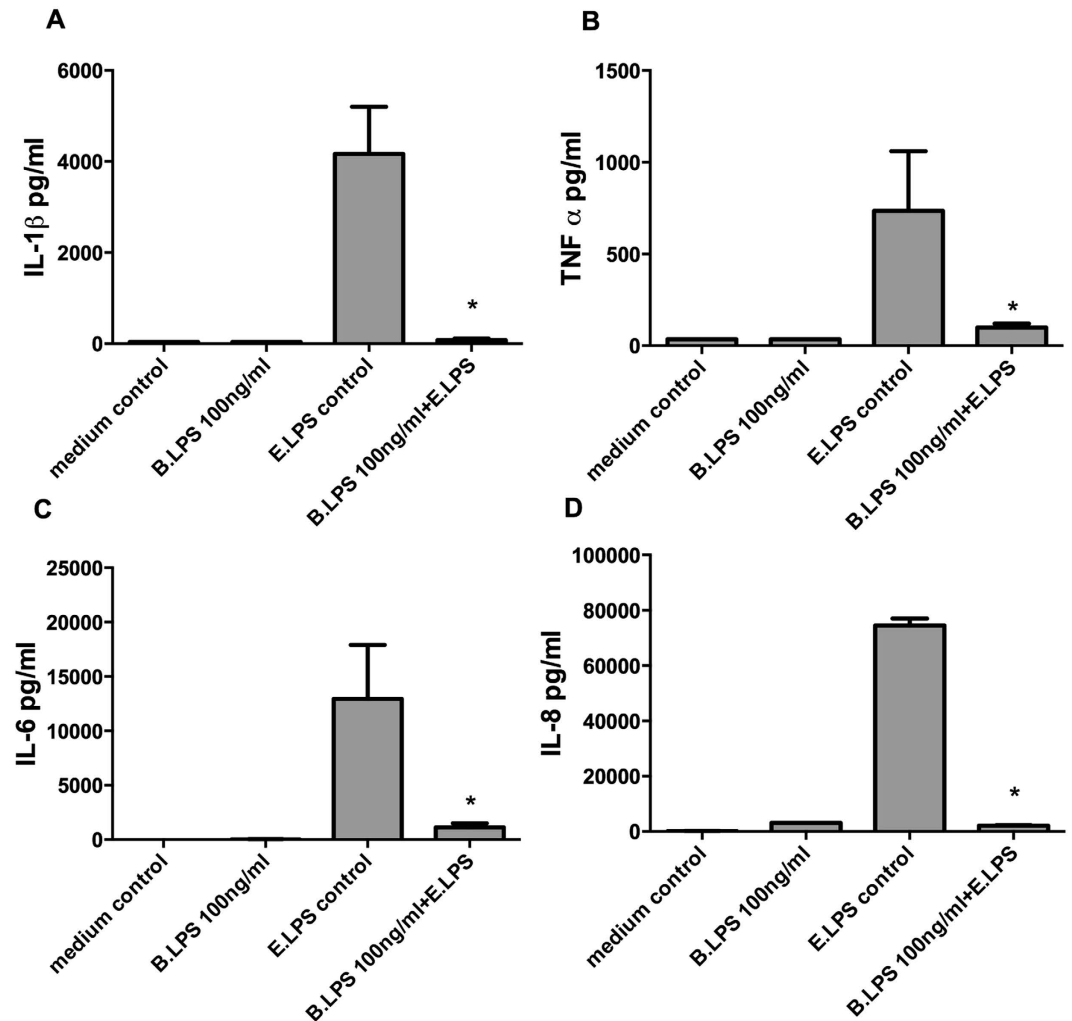 A
IL-1β pg/ml
6000
4000
2000
0
*
medium control
B.LPS 100ng/ml
E.LPS control
B.LPS 100ng/ml+E.LPS
B
TNF α pg/ml
1500
1000
500
0
*
medium control
B.LPS 100ng/ml
E.LPS control
B.LPS 100ng/ml+E.LPS
C
IL-6 pg/ml
25000
20000
15000
10000
5000
0
*
medium control
B.LPS 100ng/ml
E.LPS control
B.LPS 100ng/ml+E.LPS
D
IL-8 pg/ml
100000
80000
60000
40000
20000
0
*
medium control
B.LPS 100ng/ml
E.LPS control
B.LPS 100ng/ml+E.LPS